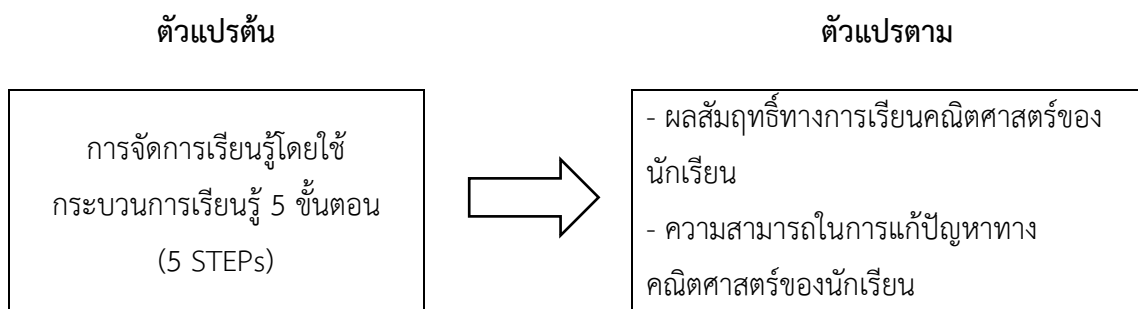 ตัวแปรต้น
ตัวแปรตาม
การจัดการเรียนรู้โดยใช้
กระบวนการเรียนรู้ 5 ขั้นตอน
(5 STEPs)
- ผลสัมฤทธิ์ทางการเรียนคณิตศาสตร์ของ
นักเรียน
- ความสามารถในการแก้ปัญหาทาง
คณิตศาสตร์ของนักเรียน